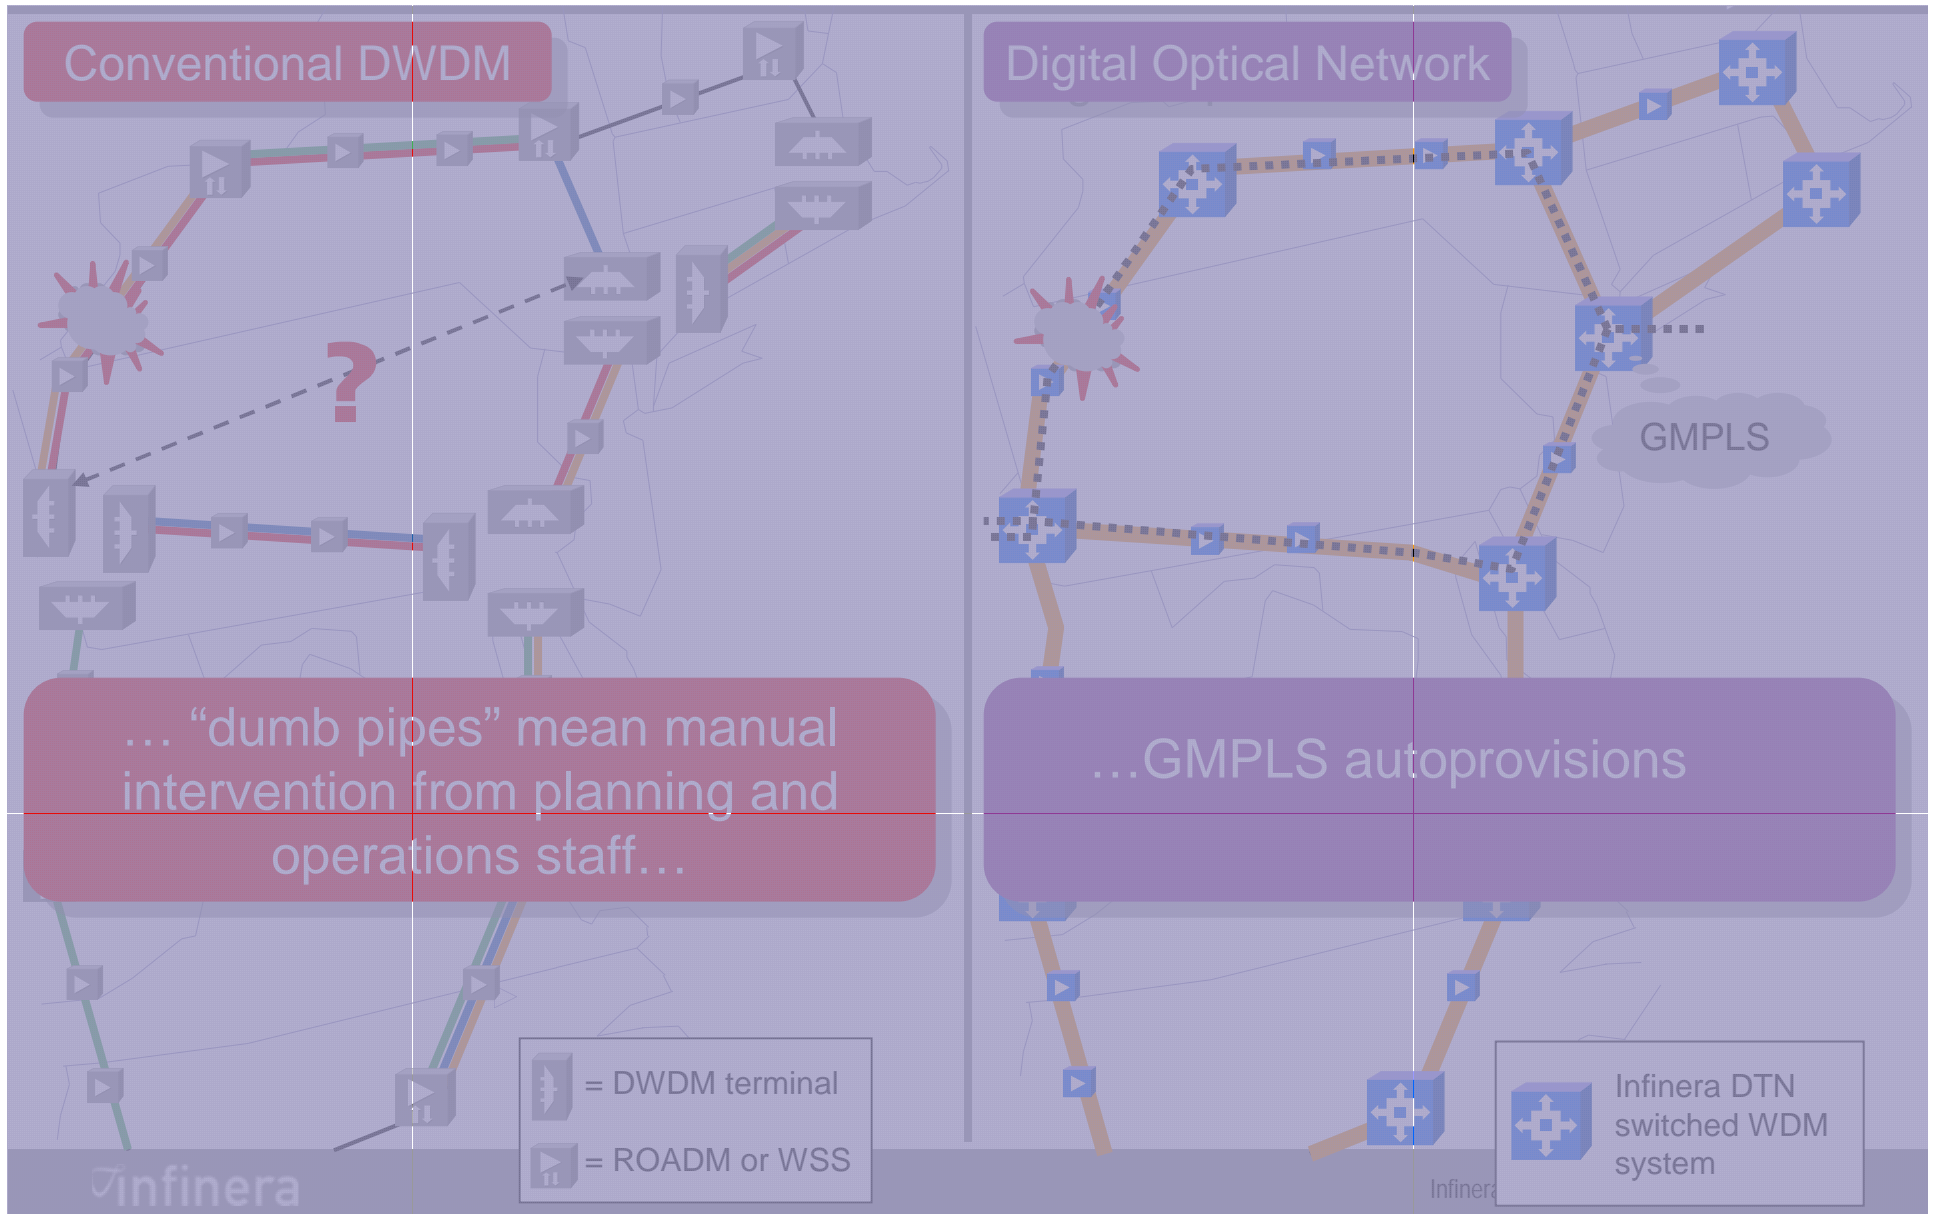 Conventional DWDM
Digital Optical Network
?
GMPLS
… “dumb pipes” mean manual
intervention from planning and
operations staff…
…GMPLS autoprovisions
= DWDM terminal
= ROADM or WSS
Infinera DTN
switched WDM
system
infinera
Infinera